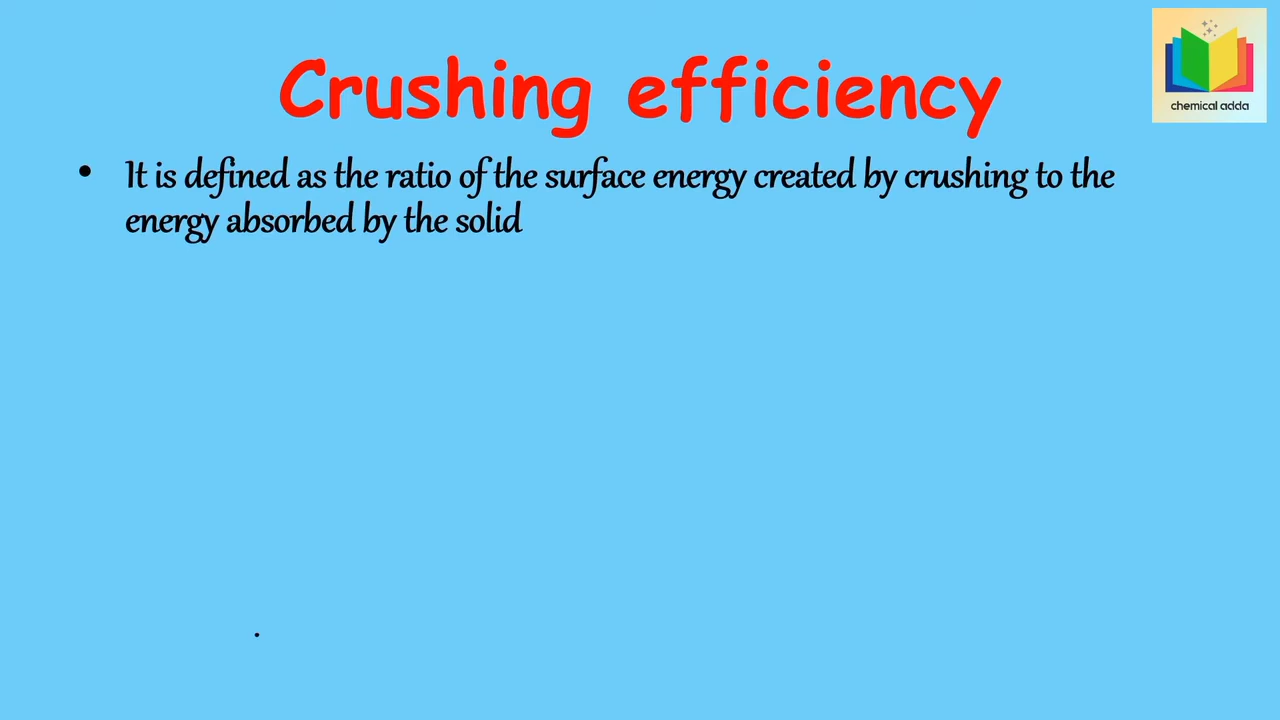 Crushing efficiency
chemical adda
• It is defined as the ratio of the surface energy created by crushing to the
energy absorbed by the solid
.